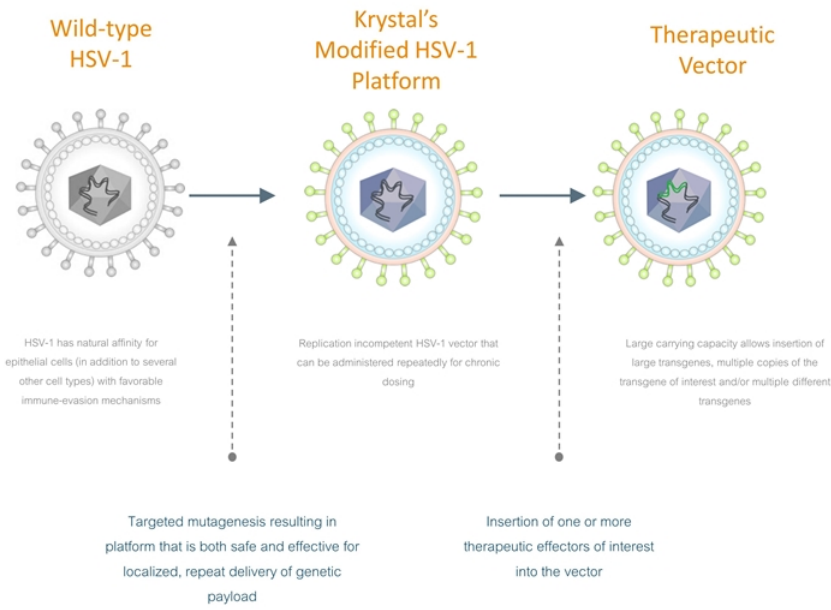 Wild-type
HSV-1
Krystal's
Modified HSV-1
Platform
Therapeutic
Vector
HSV-1 has natural affinity for
epithelial cells (in addition to several
other cell types) with favorable
immune-evasion mechanisms
Replication incompetent HSV-1 vector that
can be administered repeatedly for chronic
dosing
Large carrying capacity allows insertion of
large transgenes, multiple copies of the
transgene of interest and/or multiple different
transgenes
Targeted mutagenesis resulting in
platform that is both safe and effective for
localized, repeat delivery of genetic
payload
Insertion of one or more
therapeutic effectors of interest
into the vector